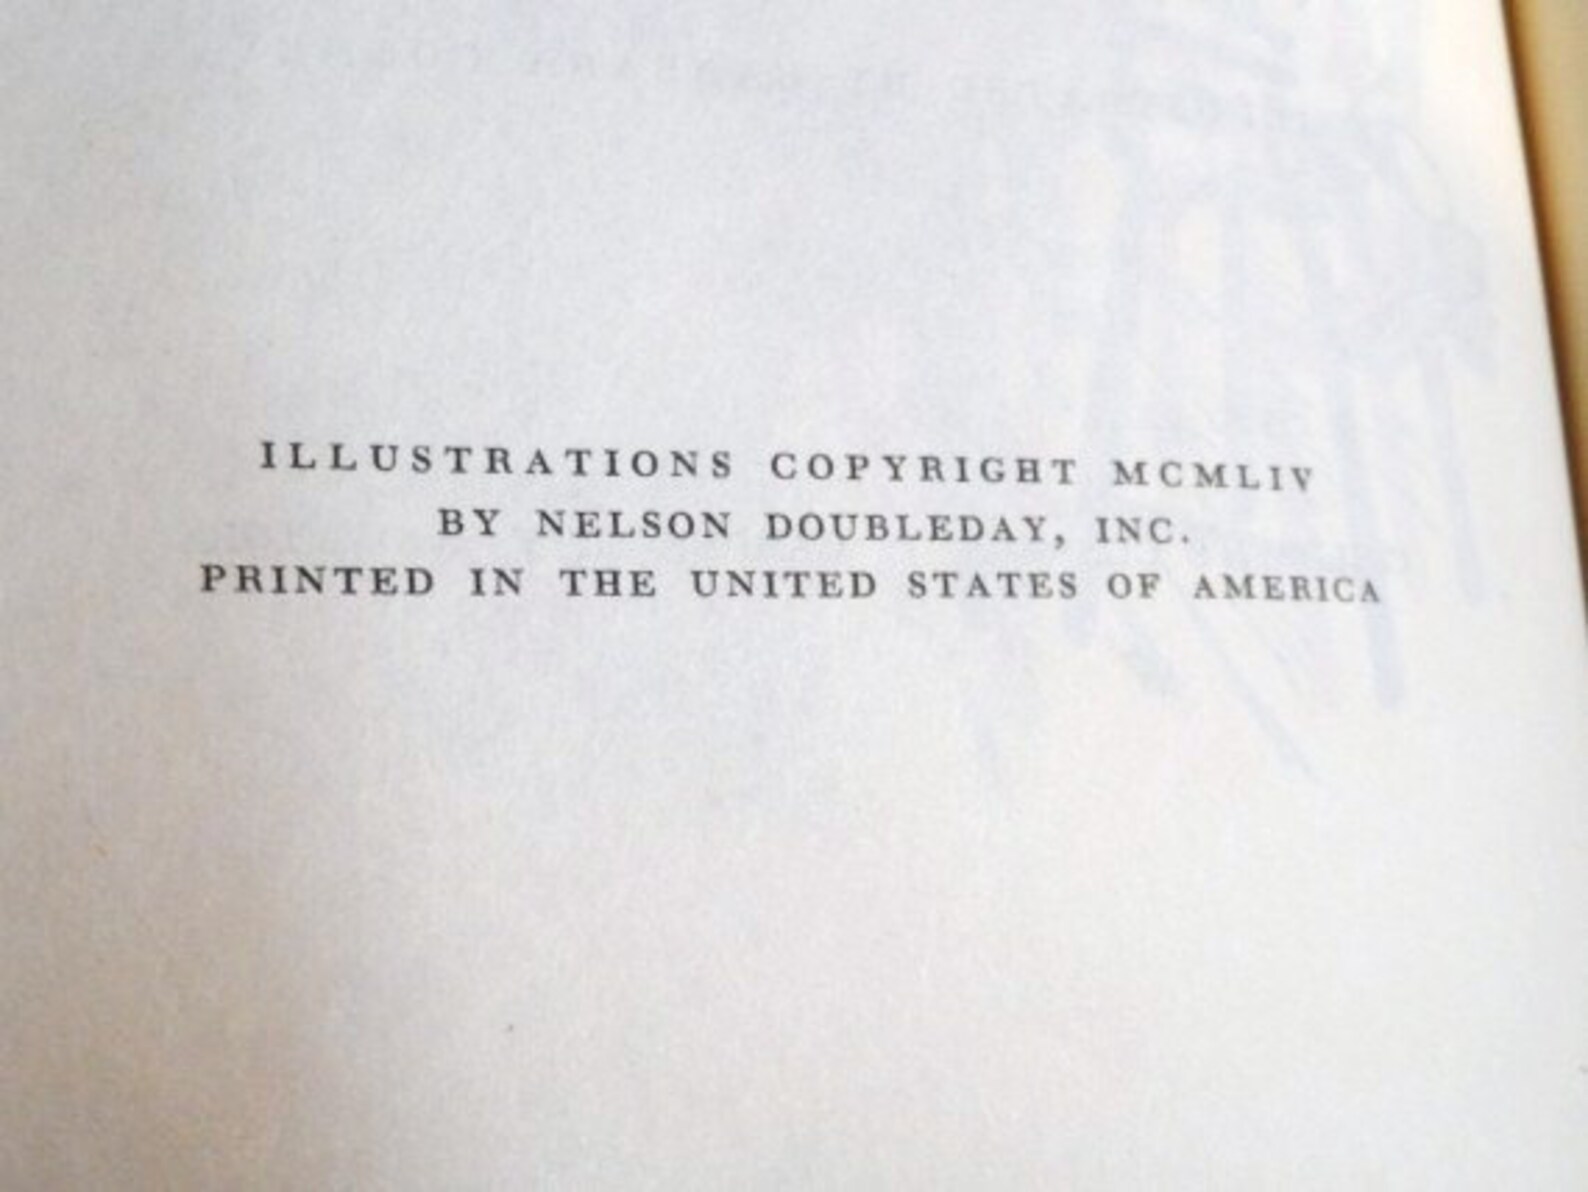 ILLUSTRATIONS COPYRIGHT MCMLIV
BY NELSON DOUBLEDAY, INC.
PRINTED IN THE UNITED STATES OF AMERICA